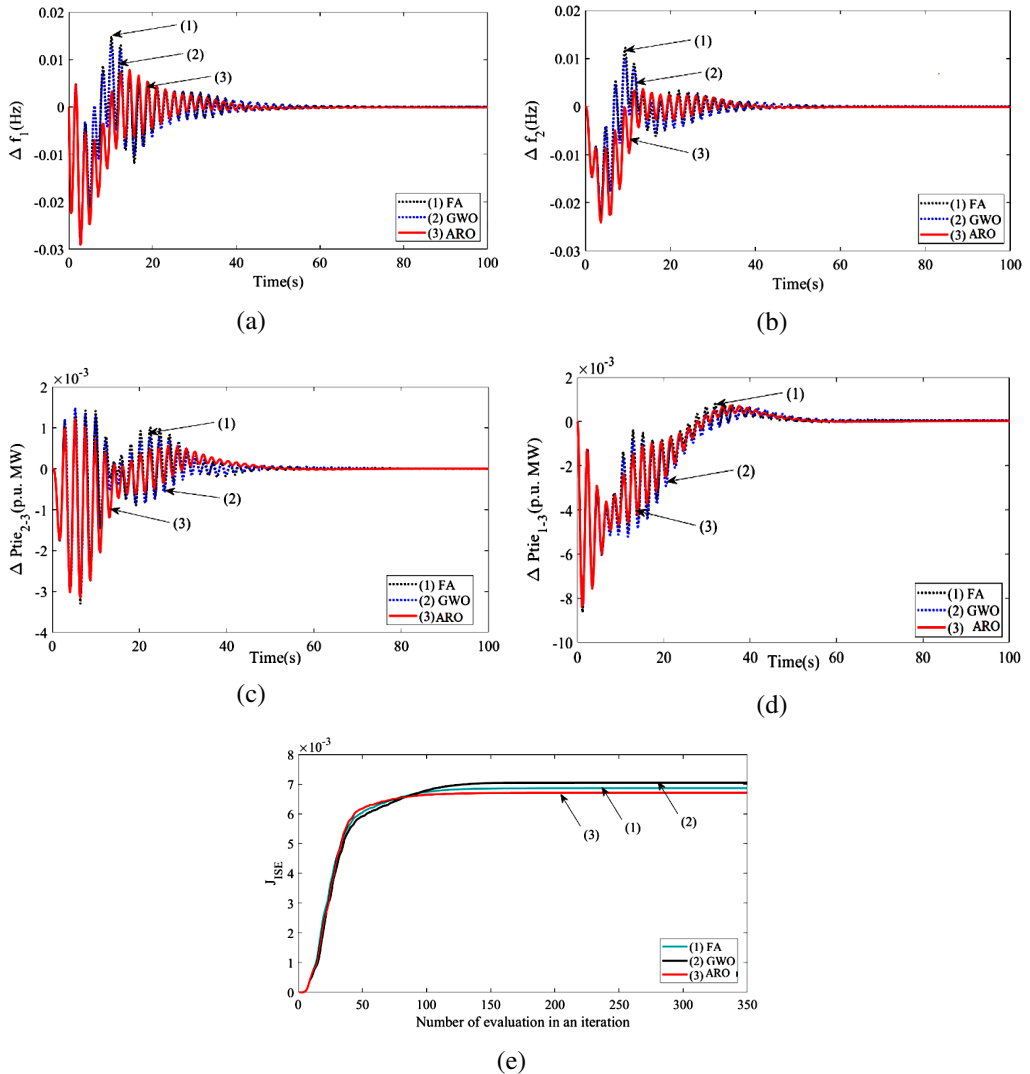 0.02
0.01
0
-0.01
-0.02
-0.03
Δ f1(Hz)
(1)
(2)
(3)
(1) FA
(2) GWO
(3) ARO
0 20 40 60 80 100
Time(s)
(a)
0.02
0.01
0
-0.01
-0.02
-0.03
Δ f2(Hz)
(1)
(2)
(3)
(1) FA
(2) GWO
(3) ARO
0 20 40 60 80 100
Time(s)
(b)
×10-3
2
1
0
-1
-2
-3
-4
Δ Ptie2-3(p.u. MW)
(1)
(2)
(3)
(1) FA
(2) GWO
(3) ARO
0 20 40 60 80 100
Time(s)
(c)
×10-3
2
0
-2
-4
-6
-8
-10
Δ Ptie1-3(p.u. MW)
(1)
(2)
(3)
(1) FA
(2) GWO
(3) ARO
0 20 40 60 80 100
Time(s)
(d)
×10-3
8
7
6
5
4
3
2
1
0
JISE
(3)
(1)
(2)
(1) FA
(2) GWO
(3) ARO
0 50 100 150 200 250 300 350
Number of evaluation in an iteration
(e)